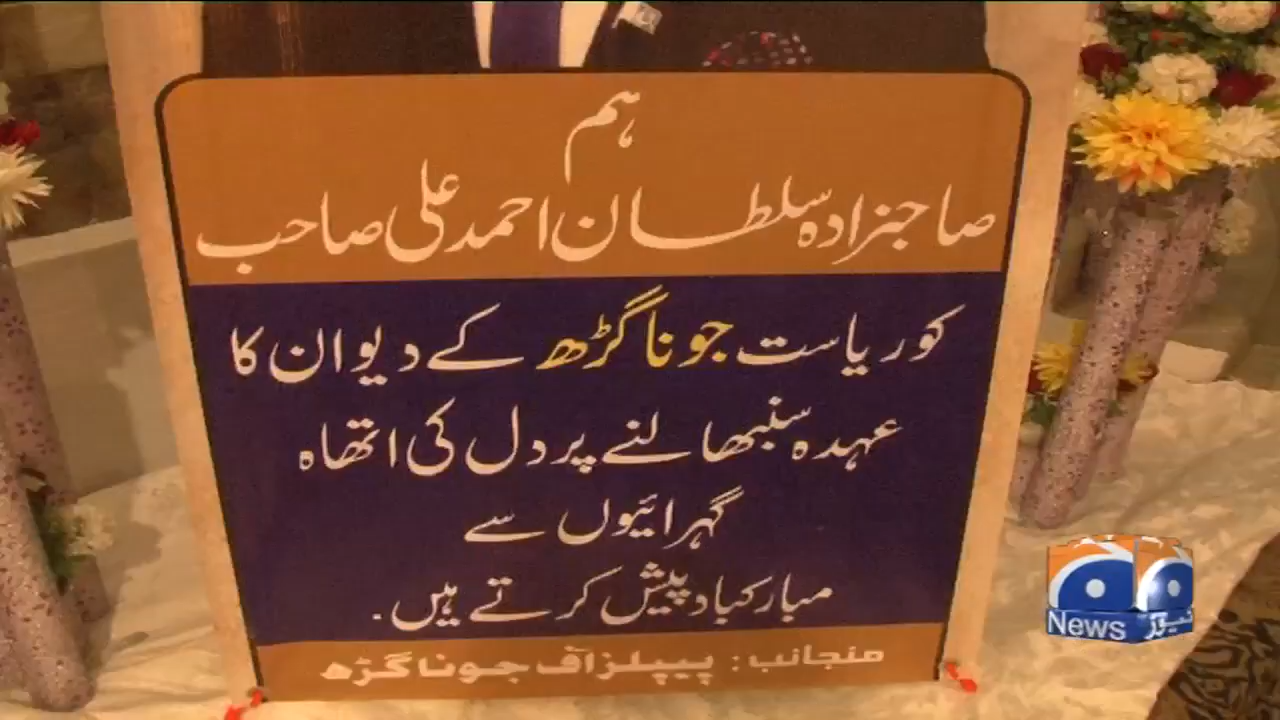 ہم
صاحبزادہ سلطان احمد علی صاحب
کو ریاست جوناگڑھ کے دیوان کا
عہدہ سنبھالنے پر دل کی اتھاہ
گہرائیوں سے
مبارکباد پیش کرتے ہیں.
منجانب: پیپلز آف جوناگڑھ
News نیوز